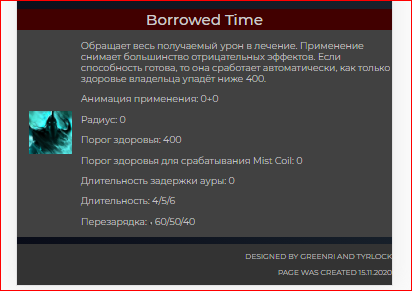 Borrowed Time
Обращает весь получаемый урон в лечение. Применение
снимает большинство отрицательных эффектов. Если
способность готова, то она сработает автоматически, как только
здоровье владельца упадёт ниже 400.
Анимация применения: 0+0
Радиус: 0
Порог здоровья: 400
Порог здоровья для срабатывания Mist Coil: 0
Длительность задержки ауры: 0
Длительность: 4/5/6
Перезарядка: , 60/50/40
DESIGNED BY GREENRI AND TYRLOCK
PAGE WAS CREATED 15.11.2020